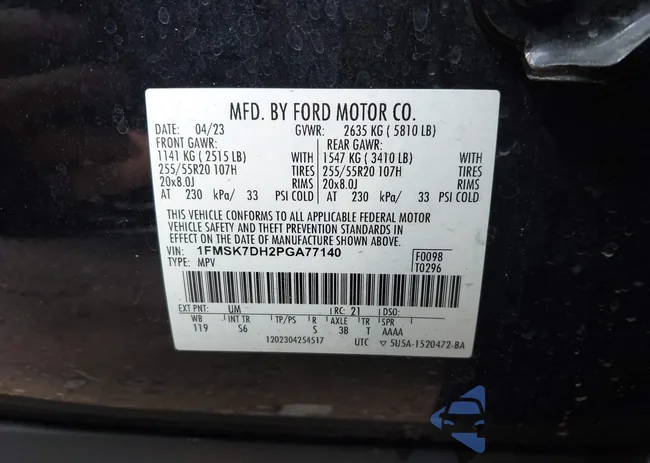 MFD. BY FORD MOTOR CO.
DATE: 04/23 GVWR: 2635 KG ( 5810 LB)
FRONT GAWR: REAR GAWR:
1141 KG ( 2515 LB) WITH 1547 KG ( 3410 LB) WITH
255/55R20 107H TIRES 255/55R20 107H TIRES
20x8.0J RIMS 20x8.0J RIMS
AT 230 kPa/ 33 PSI COLD AT 230 kPa/ 33 PSI COLD
THIS VEHICLE CONFORMS TO ALL APPLICABLE FEDERAL MOTOR
VEHICLE SAFETY AND THEFT PREVENTION STANDARDS IN
EFFECT ON THE DATE OF MANUFACTURE SHOWN ABOVE.
VIN: 1FMSK7DH2PGA77140 F0098
TYPE: MPV T0296
EXT PNT: UM RC: 21 DSO:
WB INT TR TP/PS R AXLE TR SPR
119 S6 S 3B T AAAA
1202304254517 UTC ▽ 5U5A-1520472-BA